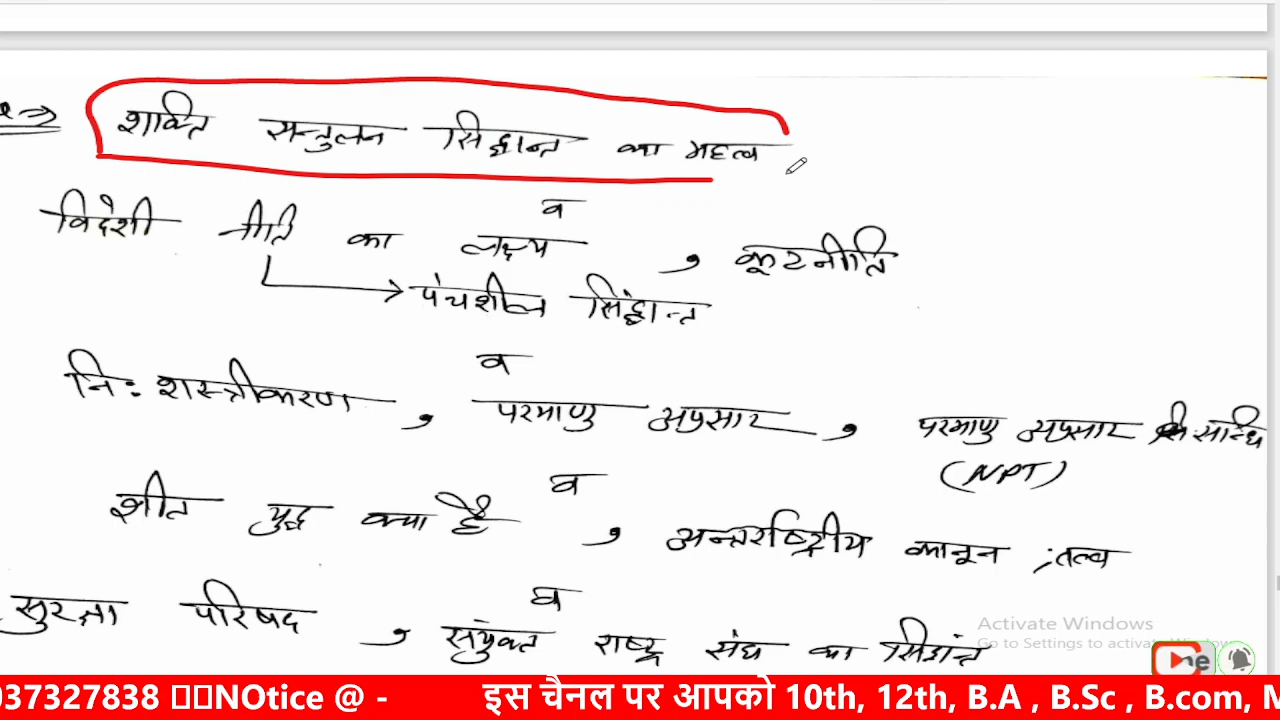 शक्ति सन्तुलन सिद्धान्त का महत्व
विदेशी नीति का लक्ष्य व , कूटनीति
पंचशील सिद्धान्त
निः शस्त्रीकरण , व परमाणु अप्रसार , परमाणु अप्रसार सन्धि
(NPT)
शीत युद्ध क्या है व , अन्तर्राष्ट्रीय कानून ; तत्व
सुरक्षा परिषद , व संयुक्त राष्ट्र संघ का सिद्धांत
Activate Windows
Go to Settings to activate Windows.
037327838 NOtice @ - इस चैनल पर आपको 10th, 12th, B.A , B.Sc , B.com, M